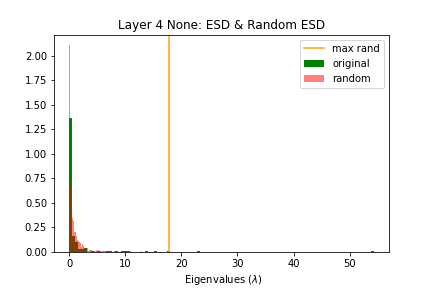 Layer 4 None: ESD & Random ESD
max rand
original
random
2.00
1.75
1.50
1.25
1.00
0.75
0.50
0.25
0.00
0 10 20 30 40 50
Eigenvalues (λ)